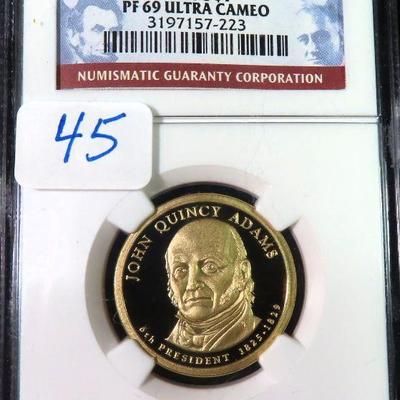 PF 69 ULTRA CAMEO
3197157-223
NUMISMATIC GUARANTY CORPORATION
45
JOHN QUINCY ADAMS
6th PRESIDENT 1825-1829